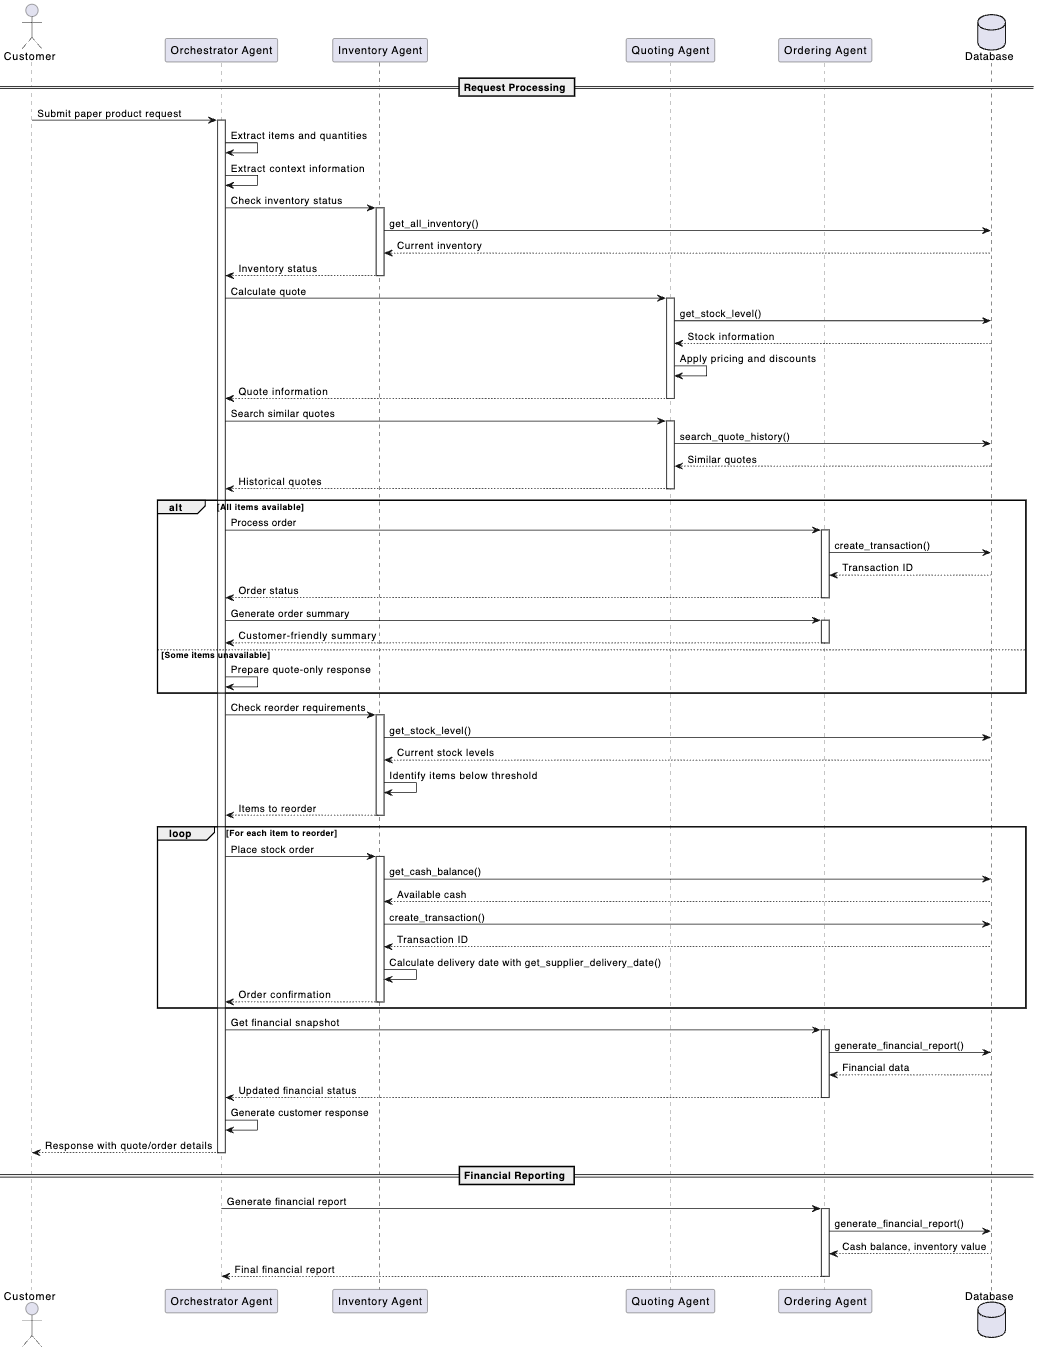 Customer
Orchestrator Agent
Inventory Agent
Quoting Agent
Ordering Agent
Database
Request Processing
Submit paper product request
Extract items and quantities
Extract context information
Check inventory status
get_all_inventory()
Current inventory
Inventory status
Calculate quote
get_stock_level()
Stock information
Apply pricing and discounts
Quote information
Search similar quotes
search_quote_history()
Similar quotes
Historical quotes
alt
[All items available]
Process order
create_transaction()
Transaction ID
Order status
Generate order summary
Customer-friendly summary
[Some items unavailable]
Prepare quote-only response
Check reorder requirements
get_stock_level()
Current stock levels
Identify items below threshold
Items to reorder
loop
[For each item to reorder]
Place stock order
get_cash_balance()
Available cash
create_transaction()
Transaction ID
Calculate delivery date with get_supplier_delivery_date()
Order confirmation
Get financial snapshot
generate_financial_report()
Financial data
Updated financial status
Generate customer response
Response with quote/order details
Financial Reporting
Generate financial report
generate_financial_report()
Cash balance, inventory value
Final financial report
Customer
Orchestrator Agent
Inventory Agent
Quoting Agent
Ordering Agent
Database